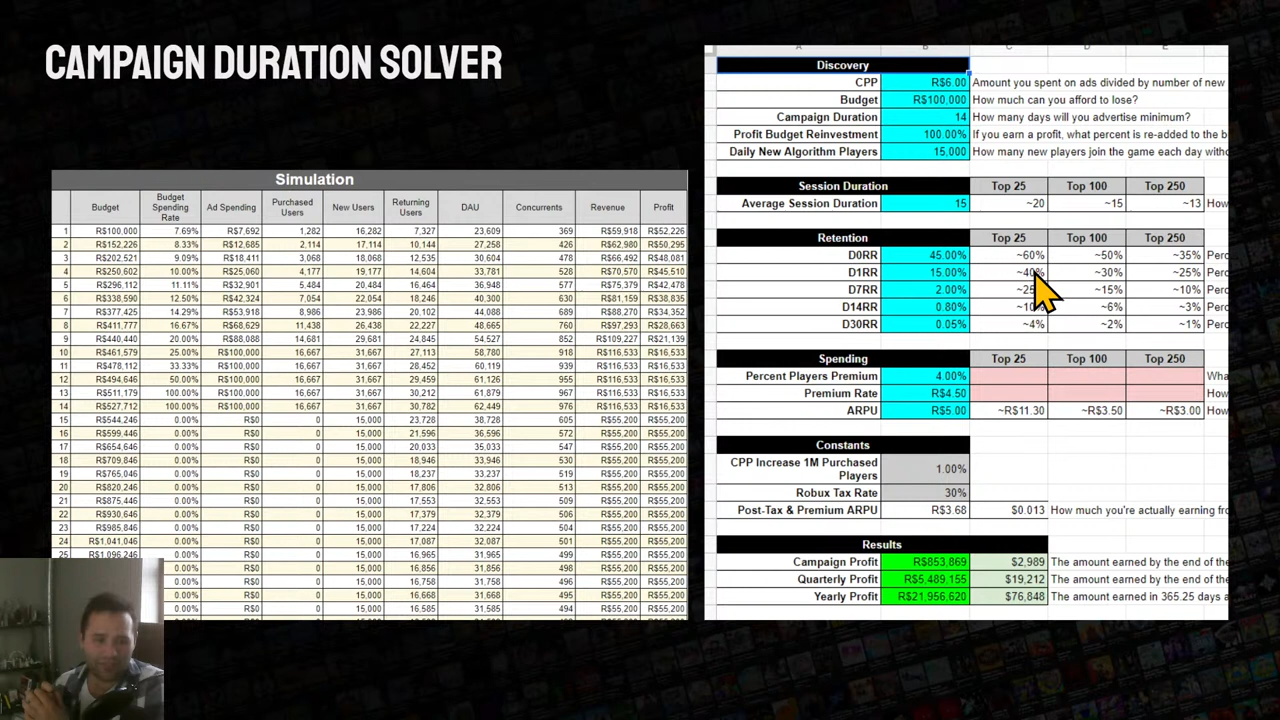 CAMPAIGN DURATION SOLVER
Simulation
Budget Budget Spending Rate Ad Spending Purchased Users New Users Returning Users DAU Concurrents Revenue Profit
1 R$100,000 7.69% R$7,692 1,282 16,282 7,327 23,609 369 R$59,918 R$52,226
2 R$152,226 8.33% R$12,685 2,114 17,114 10,144 27,258 426 R$62,980 R$50,295
3 R$202,521 9.09% R$18,411 3,068 18,068 12,535 30,604 478 R$66,492 R$48,081
4 R$250,602 10.00% R$25,060 4,177 19,177 14,604 33,781 528 R$70,570 R$45,510
5 R$296,112 11.11% R$32,901 5,484 20,484 16,464 36,948 577 R$75,379 R$42,478
6 R$338,590 12.50% R$42,324 7,054 22,054 18,246 40,300 630 R$81,159 R$38,835
7 R$377,425 14.29% R$53,918 8,986 23,986 20,102 44,088 689 R$88,270 R$34,352
8 R$411,777 16.67% R$68,629 11,438 26,438 22,227 48,665 760 R$97,293 R$28,663
9 R$440,440 20.00% R$88,088 14,681 29,681 24,845 54,527 852 R$109,227 R$21,139
10 R$461,579 25.00% R$100,000 16,667 31,667 27,113 58,780 918 R$116,533 R$16,533
11 R$478,112 33.33% R$100,000 16,667 31,667 28,452 60,119 939 R$116,533 R$16,533
12 R$494,646 50.00% R$100,000 16,667 31,667 29,459 61,126 955 R$116,533 R$16,533
13 R$511,179 100.00% R$100,000 16,667 31,667 30,212 61,879 967 R$116,533 R$16,533
14 R$527,712 100.00% R$100,000 16,667 31,667 30,782 62,449 976 R$116,533 R$16,533
15 R$544,246 0.00% R$0 0 15,000 23,728 38,728 605 R$55,200 R$55,200
16 R$599,446 0.00% R$0 0 15,000 21,596 36,596 572 R$55,200 R$55,200
17 R$654,646 0.00% R$0 0 15,000 20,033 35,033 547 R$55,200 R$55,200
18 R$709,846 0.00% R$0 0 15,000 18,946 33,946 530 R$55,200 R$55,200
19 R$765,046 0.00% R$0 0 15,000 18,237 33,237 519 R$55,200 R$55,200
20 R$820,246 0.00% R$0 0 15,000 17,806 32,806 513 R$55,200 R$55,200
21 R$875,446 0.00% R$0 0 15,000 17,553 32,553 509 R$55,200 R$55,200
22 R$930,646 0.00% R$0 0 15,000 17,379 32,379 506 R$55,200 R$55,200
23 R$985,846 0.00% R$0 0 15,000 17,224 32,224 504 R$55,200 R$55,200
24 R$1,041,046 0.00% R$0 0 15,000 17,087 32,087 501 R$55,200 R$55,200
25 R$1,096,246 0.00% R$0 0 15,000 16,965 31,965 499 R$55,200 R$55,200
0.00% R$0 0 15,000 16,856 31,856 498 R$55,200 R$55,200
0.00% R$0 0 15,000 16,758 31,758 496 R$55,200 R$55,200
0.00% R$0 0 15,000 16,668 31,668 495 R$55,200 R$55,200
0.00% R$0 0 15,000 16,585 31,585 494 R$55,200 R$55,200
Discovery
CPP R$6.00 Amount you spent on ads divided by number of new
Budget R$100,000 How much can you afford to lose?
Campaign Duration 14 How many days will you advertise minimum?
Profit Budget Reinvestment 100.00% If you earn a profit, what percent is re-added to the b
Daily New Algorithm Players 15,000 How many new players join the game each day with
Session Duration Top 25 Top 100 Top 250
Average Session Duration 15 ~20 ~15 ~13 How
Retention Top 25 Top 100 Top 250
D0RR 45.00% ~60% ~50% ~35% Perc
D1RR 15.00% ~40% ~30% ~25% Perc
D7RR 2.00% ~15% ~10% Perc
D14RR 0.80% ~6% ~3% Perc
D30RR 0.05% ~4% ~2% ~1% Perc
Spending Top 25 Top 100 Top 250
Percent Players Premium 4.00% Wha
Premium Rate R$4.50 How
ARPU R$5.00 ~R$11.30 ~R$3.50 ~R$3.00 How
Constants
CPP Increase 1M Purchased Players 1.00%
Robux Tax Rate 30%
Post-Tax & Premium ARPU R$3.68 $0.013 How much you're actually earning fro
Results
Campaign Profit R$853,869 $2,989 The amount earned by the end of the
Quarterly Profit R$5,489,155 $19,212 The amount earned by the end of the
Yearly Profit R$21,956,620 $76,848 The amount earned in 365.25 days a